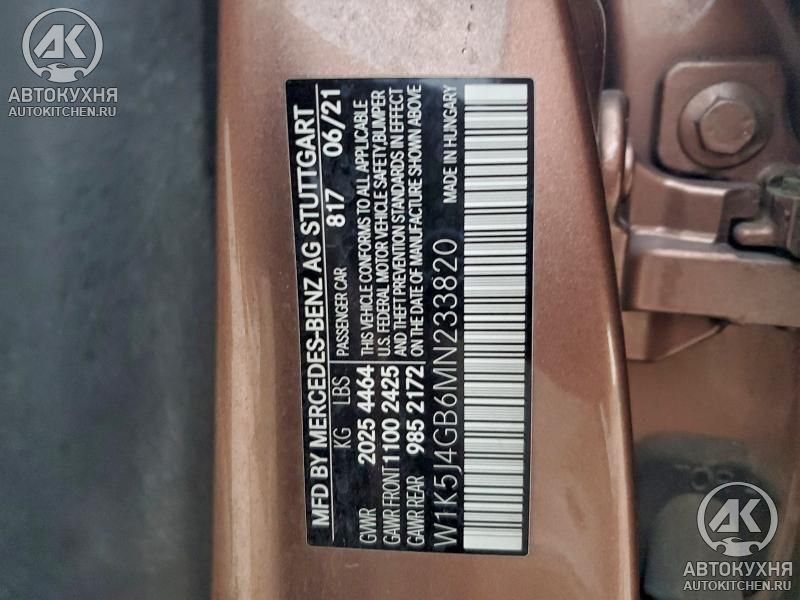 MFD BY MERCEDES-BENZ AG STUTTGART
KG LBS PASSENGER CAR 817 06/21
GVWR 2025 4464
GAWR FRONT 1100 2425
GAWR REAR 985 2172
THIS VEHICLE CONFORMS TO ALL APPLICABLE
U.S. FEDERAL MOTOR VEHICLE SAFETY,BUMPER
AND THEFT PREVENTION STANDARDS IN EFFECT
ON THE DATE OF MANUFACTURE SHOWN ABOVE
MADE IN HUNGARY
W1K5J4GB6MN233820
AK
АВТОКУХНЯ
AUTOKITCHEN.RU
AK
АВТОКУХНЯ
AUTOKITCHEN.RU